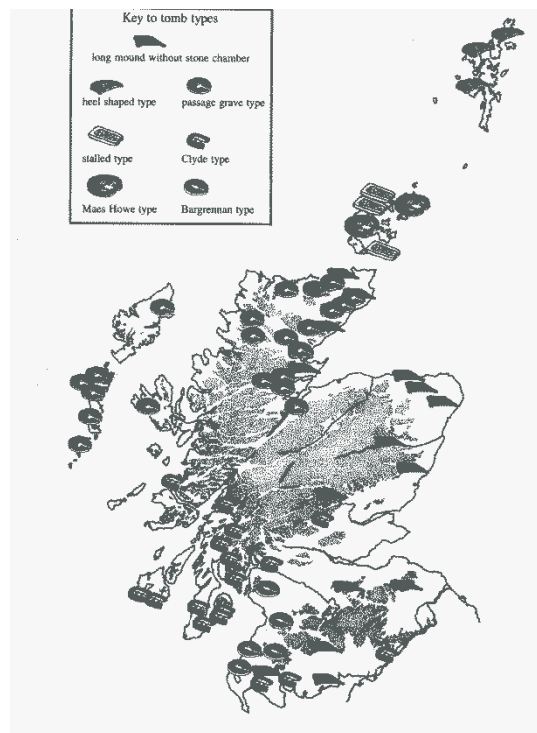 Key to tomb types
long mound without stone chamber
heel shaped type
passage grave type
stalled type
Clyde type
Maes Howe type
Bargrennan type